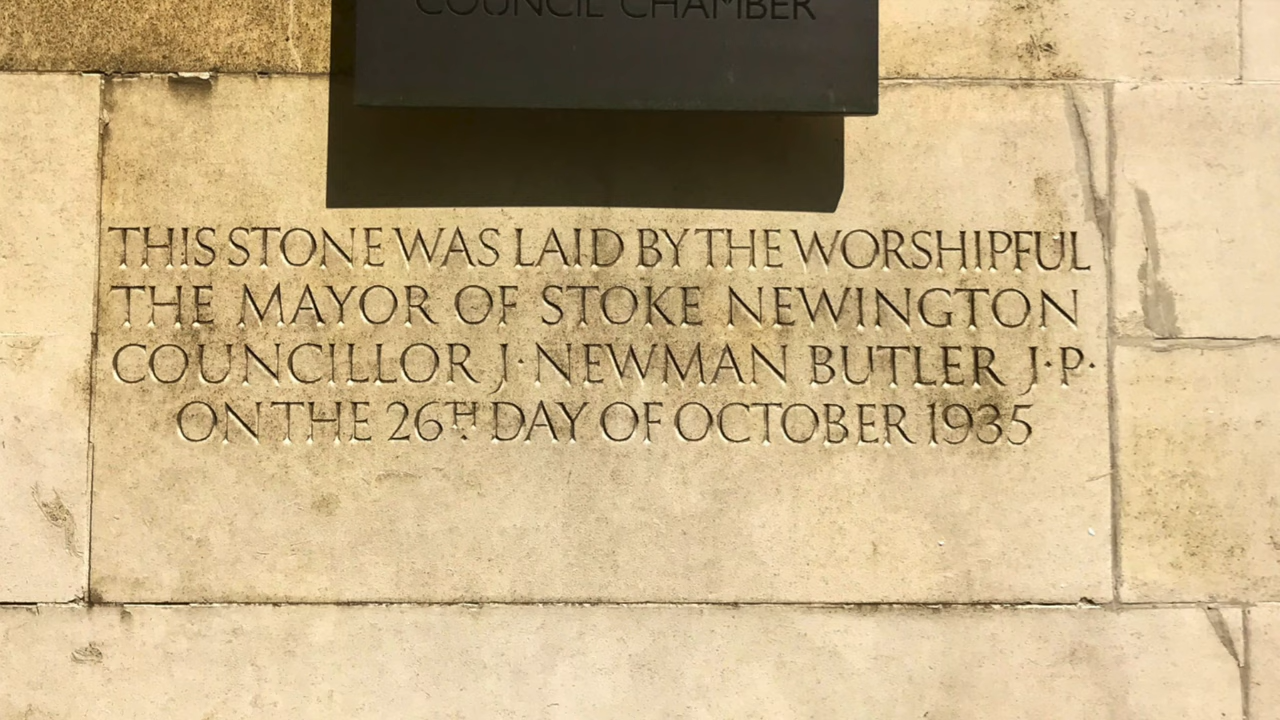 COUNCIL CHAMBER
THIS STONE WAS LAID BY THE WORSHIPFUL
THE MAYOR OF STOKE NEWINGTON
COUNCILLOR J· NEWMAN BUTLER J·P·
ON THE 26TH DAY OF OCTOBER 1935